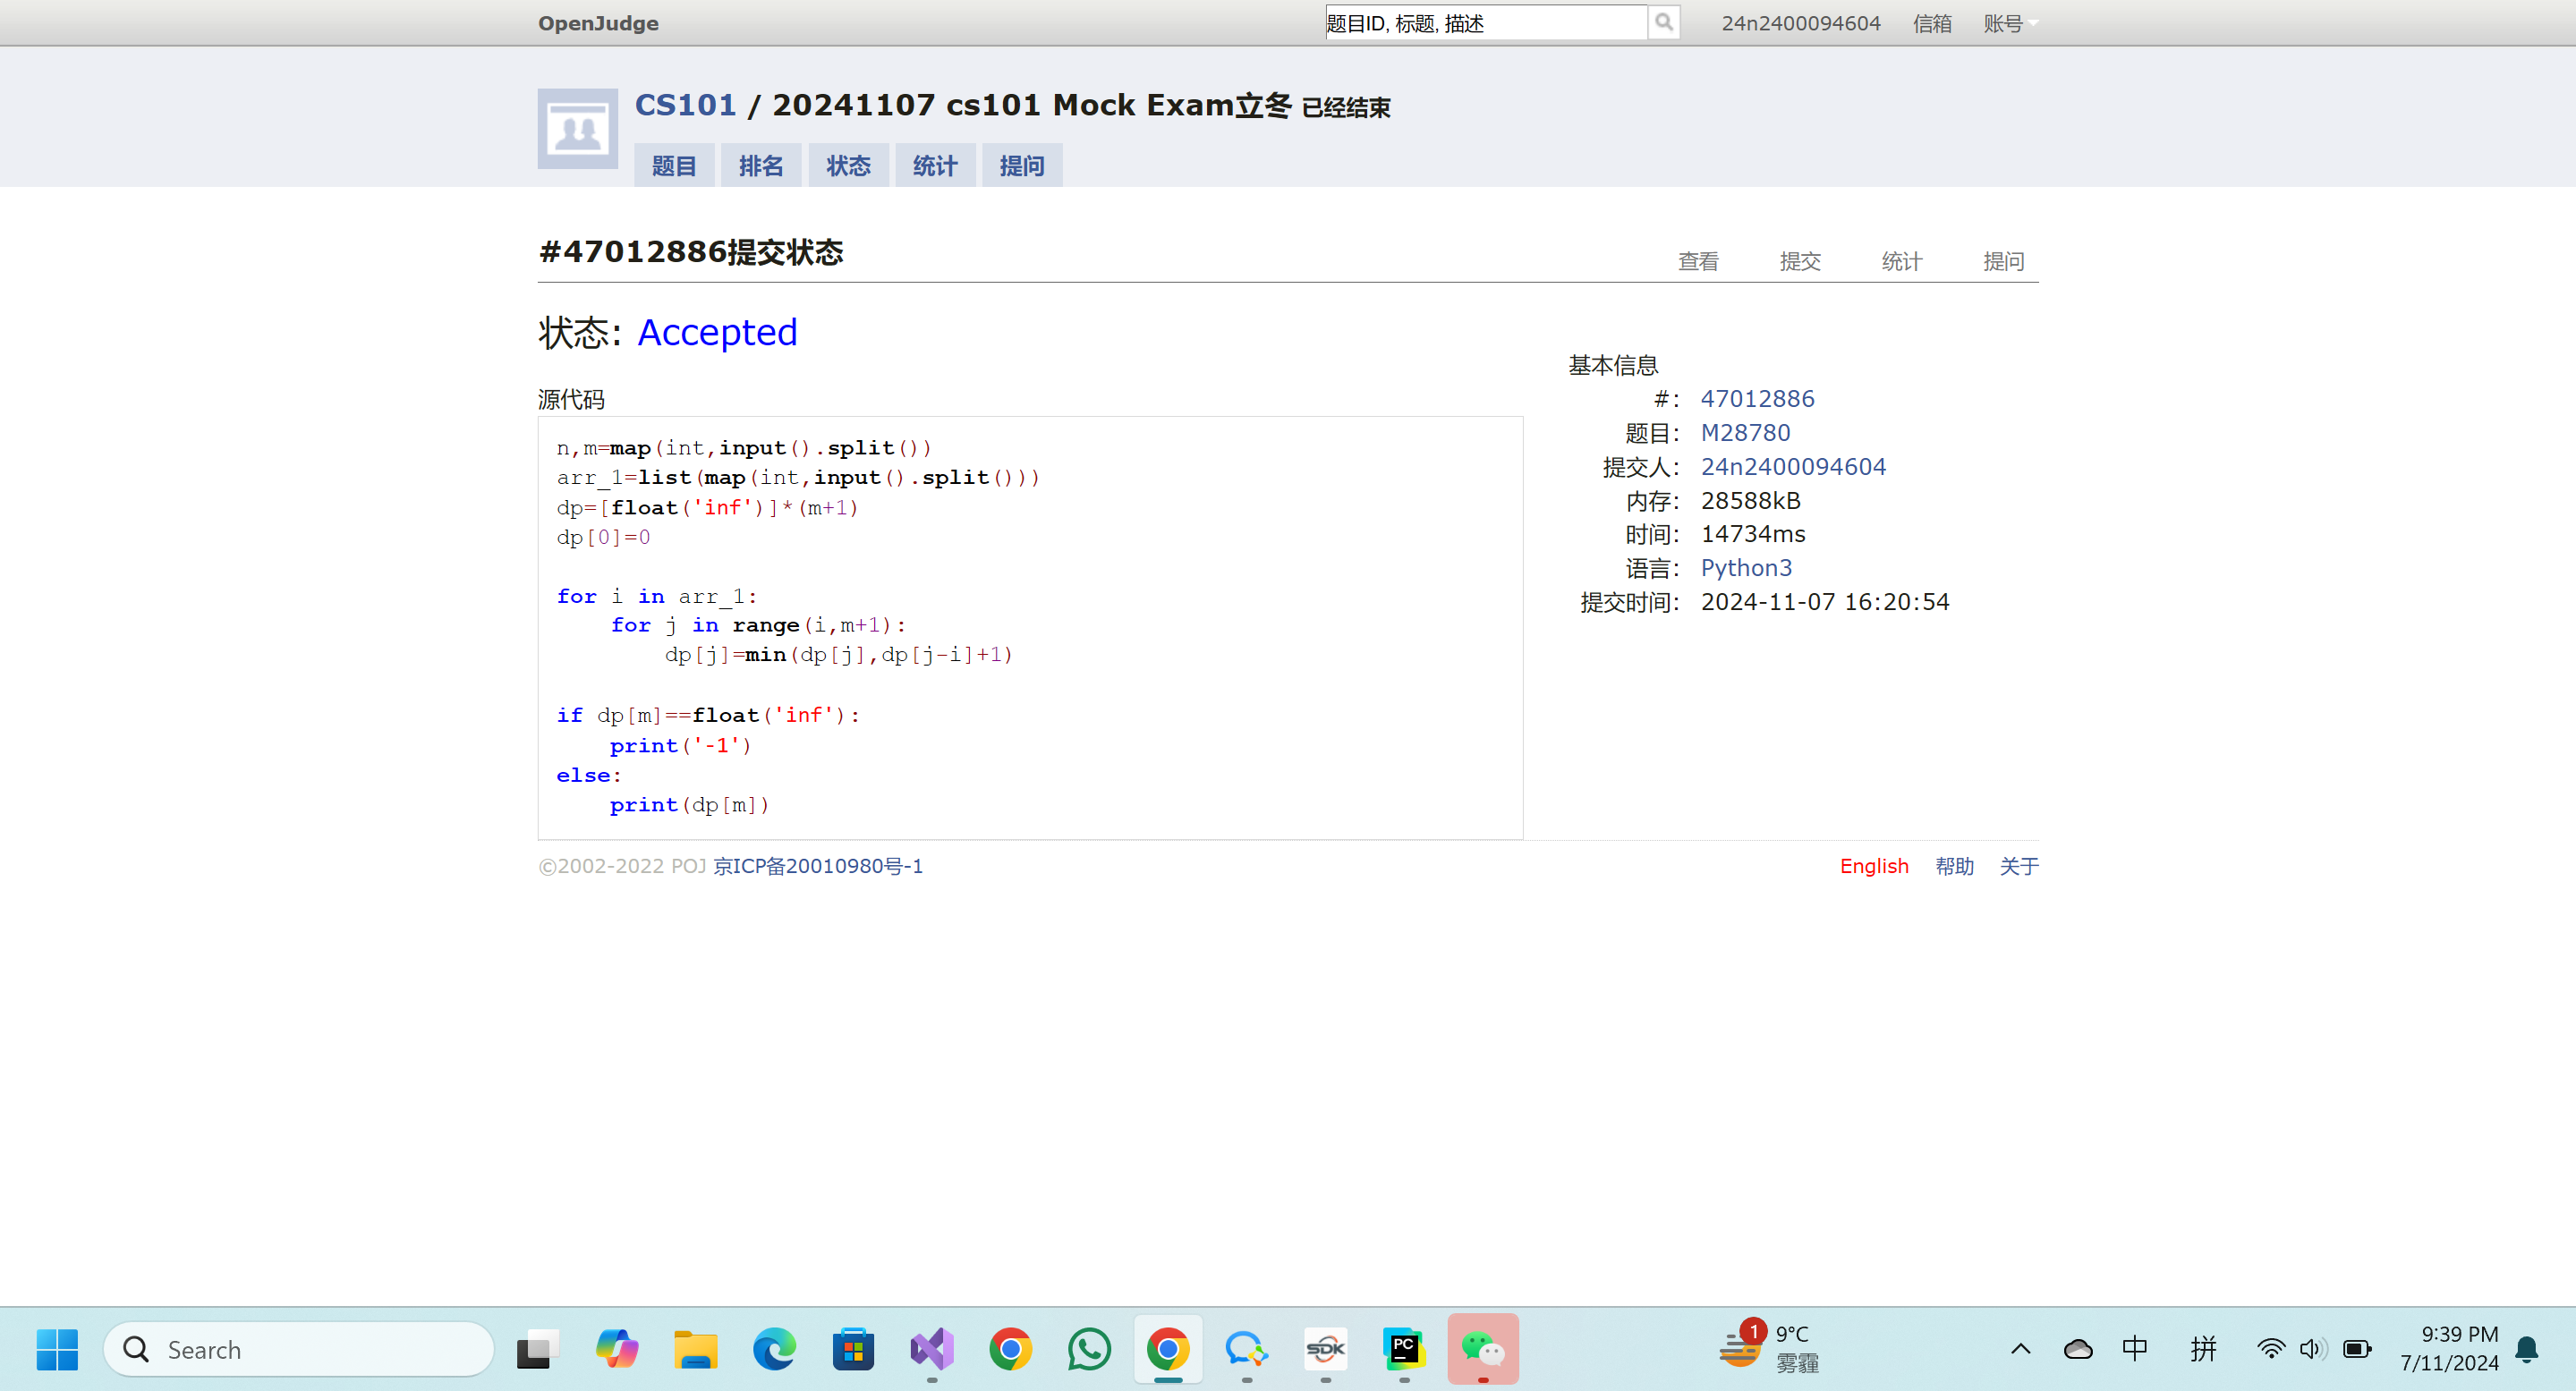 OpenJudge
题目ID, 标题, 描述
24n2400094604 信箱 账号
CS101 / 20241107 cs101 Mock Exam立冬 已经结束
题目 排名 状态 统计 提问
#47012886提交状态
查看 提交 统计 提问
状态: Accepted
源代码
n,m=map(int,input().split())
arr_1=list(map(int,input().split()))
dp=[float('inf')]*(m+1)
dp[0]=0
for i in arr_1:
    for j in range(i,m+1):
        dp[j]=min(dp[j],dp[j-i]+1)
if dp[m]==float('inf'):
    print('-1')
else:
    print(dp[m])
基本信息
#: 47012886
题目: M28780
提交人: 24n2400094604
内存: 28588kB
时间: 14734ms
语言: Python3
提交时间: 2024-11-07 16:20:54
©2002-2022 POJ 京ICP备20010980号-1
English 帮助 关于
Search
SDK
PC
1
9°C
雾霾
中 拼
9:39 PM
7/11/2024